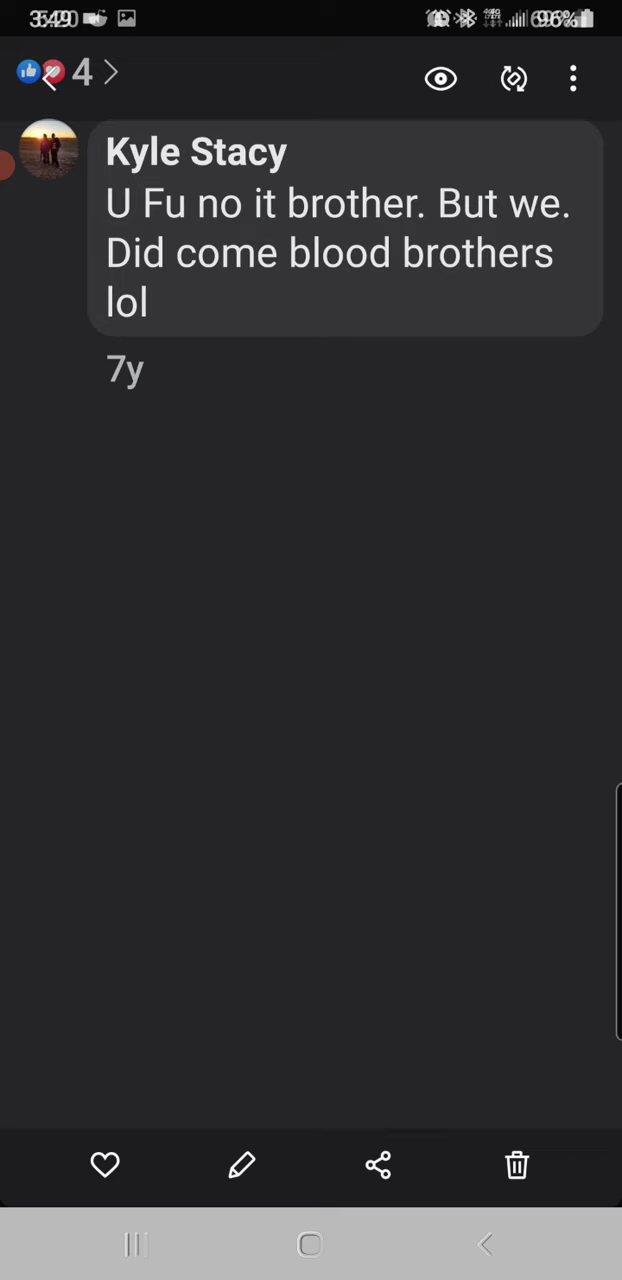 4
Kyle Stacy
U Fu no it brother. But we.
Did come blood brothers
lol
7y